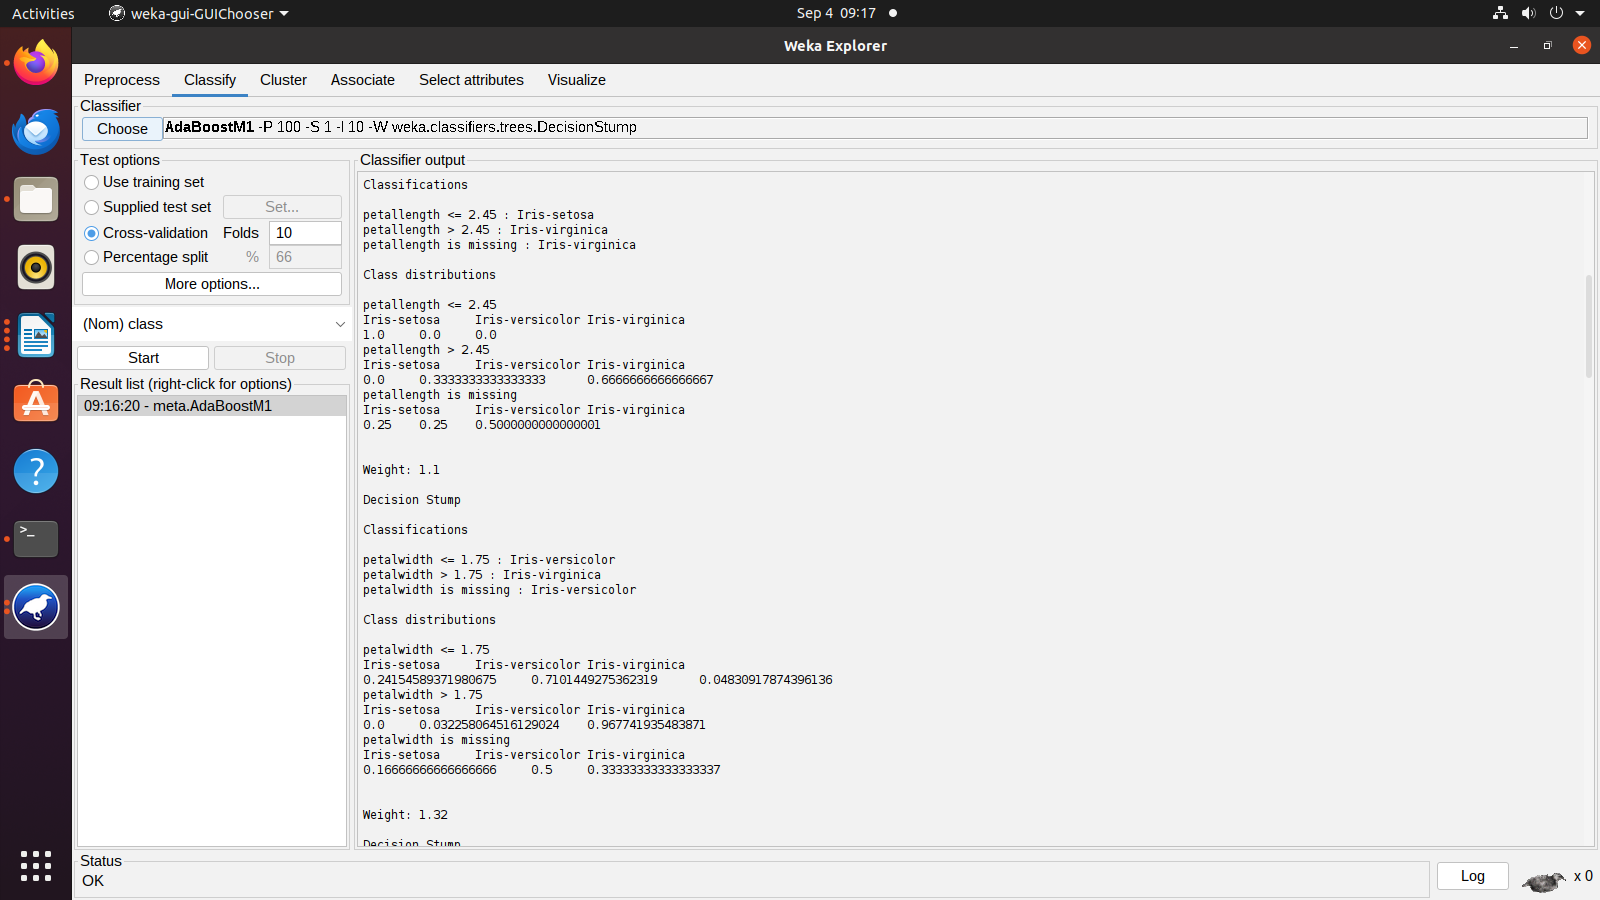 Activities
weka-gui-GUIChooser
Sep 4 09:17
Weka Explorer
Preprocess
Classify
Cluster
Associate
Select attributes
Visualize
Classifier
Choose
AdaBoostM1 -P 100 -S 1 -I 10 -W weka.classifiers.trees.DecisionStump
Test options
Use training set
Supplied test set
Set...
Cross-validation Folds 10
Percentage split % 66
More options...
(Nom) class
Start
Stop
Result list (right-click for options)
09:16:20 - meta.AdaBoostM1
Classifier output
Classifications
petallength <= 2.45 : Iris-setosa
petallength > 2.45 : Iris-virginica
petallength is missing : Iris-virginica
Class distributions
petallength <= 2.45
Iris-setosa Iris-versicolor Iris-virginica
1.0 0.0 0.0
petallength > 2.45
Iris-setosa Iris-versicolor Iris-virginica
0.0 0.3333333333333333 0.6666666666666667
petallength is missing
Iris-setosa Iris-versicolor Iris-virginica
0.25 0.25 0.5000000000000001
Weight: 1.1
Decision Stump
Classifications
petalwidth <= 1.75 : Iris-versicolor
petalwidth > 1.75 : Iris-virginica
petalwidth is missing : Iris-versicolor
Class distributions
petalwidth <= 1.75
Iris-setosa Iris-versicolor Iris-virginica
0.24154589371980675 0.7101449275362319 0.04830917874396136
petalwidth > 1.75
Iris-setosa Iris-versicolor Iris-virginica
0.0 0.032258064516129024 0.967741935483871
petalwidth is missing
Iris-setosa Iris-versicolor Iris-virginica
0.16666666666666666 0.5 0.33333333333333337
Weight: 1.32
Decision Stump
Status
OK
Log
x 0